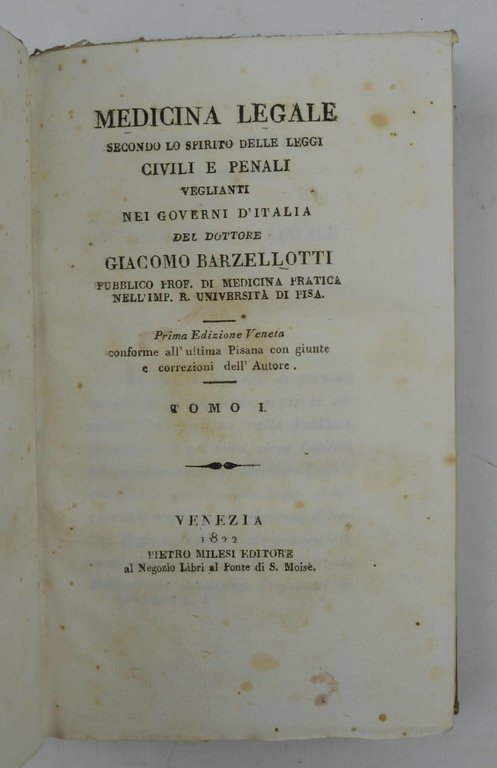 MEDICINA LEGALE
SECONDO LO SPIRITO DELLE LEGGI
CIVILI E PENALI
VEGLIANTI
NEI GOVERNI D'ITALIA
DEL DOTTORE
GIACOMO BARZELLOTTI
PUBBLICO PROF. DI MEDICINA PRATICA
NELL'IMP. R. UNIVERSITÀ DI PISA.
Prima Edizione Veneta
conforme all'ultima Pisana con giunte
e correzioni dell'Autore.
TOMO I.
VENEZIA
1822
PIETRO MILESI EDITORE
al Negozio Libri al Ponte di S. Moisè.